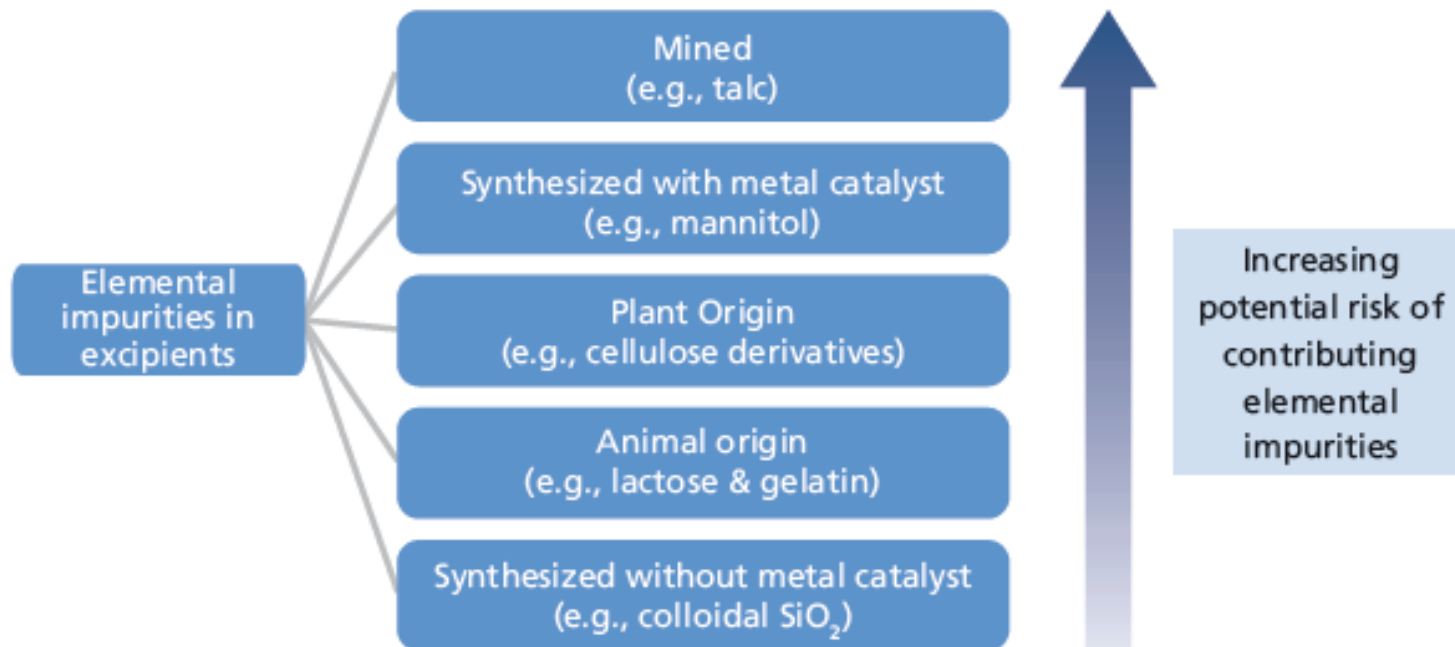 Mined
(e.g., talc)
Synthesized with metal catalyst
(e.g., mannitol)
Elemental
impurities in
excipients
Plant Origin
(e.g., cellulose derivatives)
Animal origin
(e.g., lactose & gelatin)
Synthesized without metal catalyst
(e.g., colloidal SiO₂)
Increasing
potential risk of
contributing
elemental
impurities